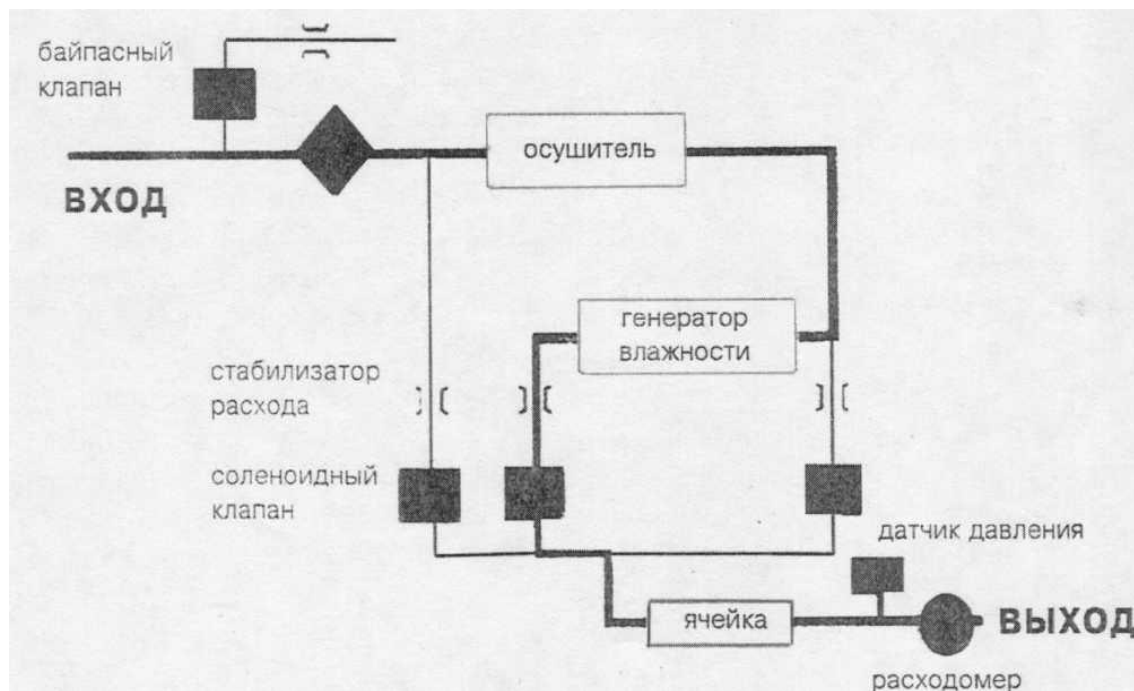 байпасный
клапан
ВХОД
осушитель
генератор
влажности
стабилизатор
расхода
соленоидный
клапан
датчик давления
ячейка
ВЫХОД
расходомер